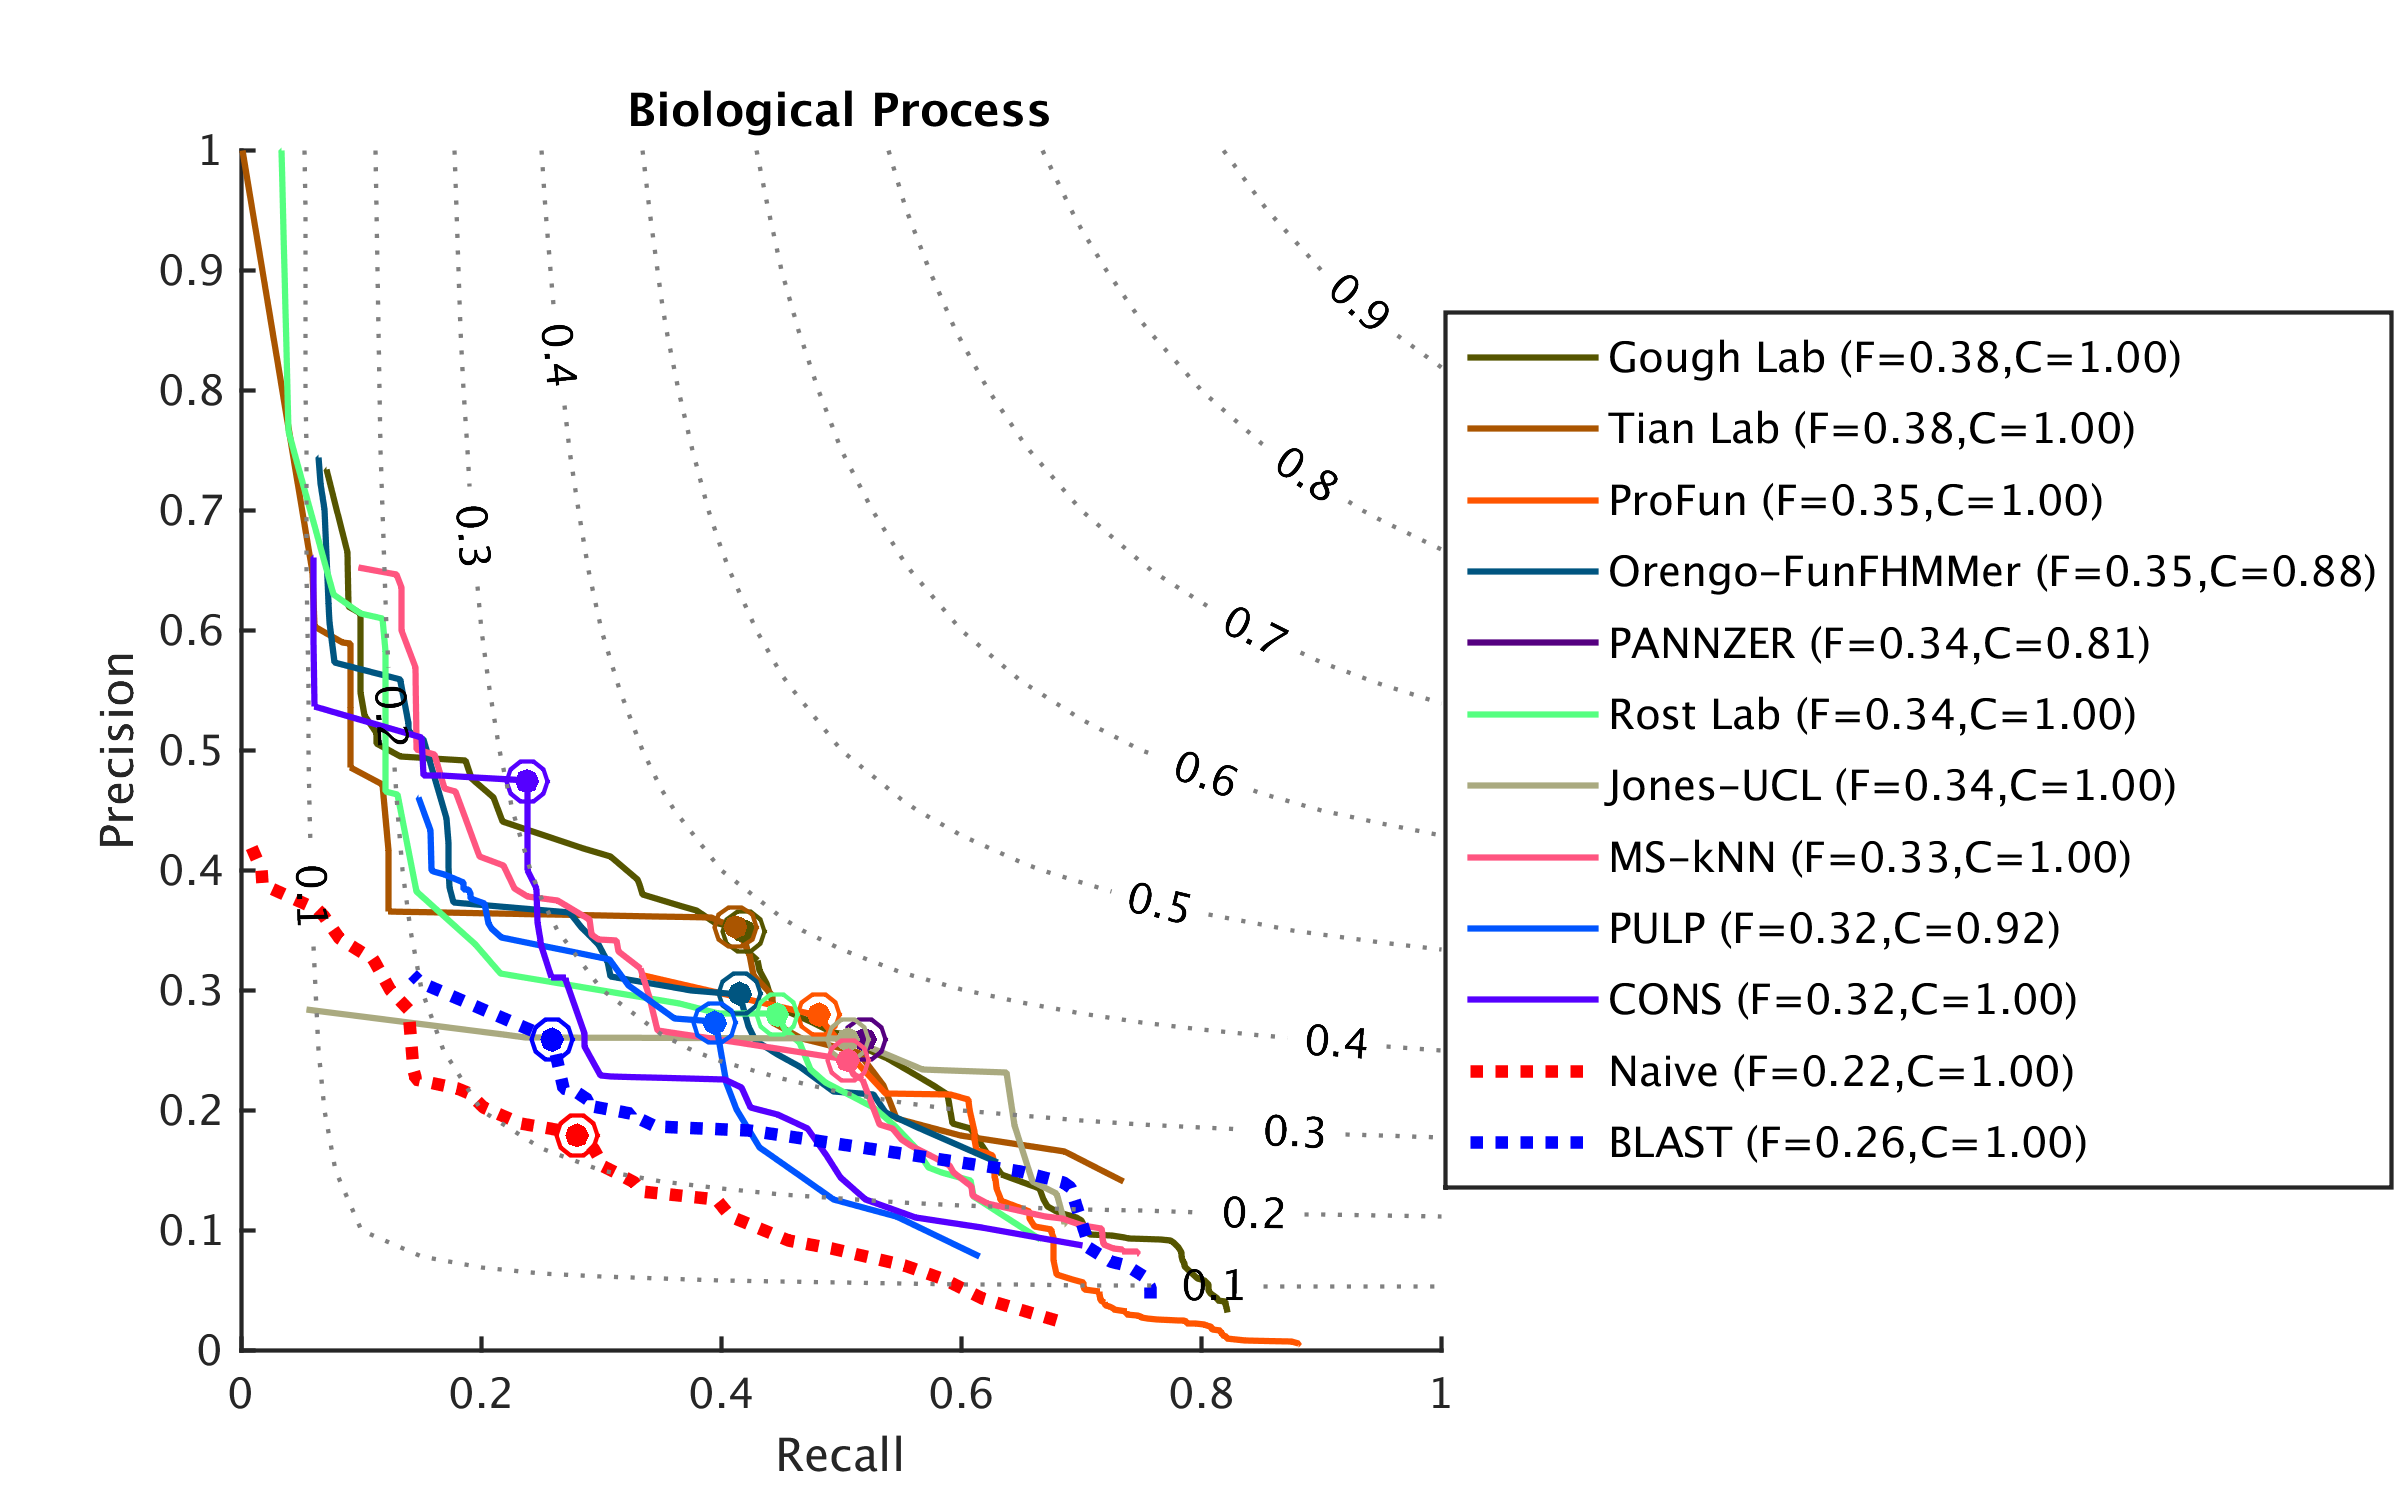 Biological Process
1
0.9
0.8
0.7
0.6
0.5
0.4
0.3
0.2
0.1
0
Precision
0
0.2
0.4
0.6
0.8
1
Recall
0.1
0.2
0.3
0.4
0.9
0.8
0.7
0.6
0.5
0.4
0.3
0.2
0.1
Gough Lab (F=0.38,C=1.00)
Tian Lab (F=0.38,C=1.00)
ProFun (F=0.35,C=1.00)
Orengo-FunFHMMer (F=0.35,C=0.88)
PANNZER (F=0.34,C=0.81)
Rost Lab (F=0.34,C=1.00)
Jones-UCL (F=0.34,C=1.00)
MS-kNN (F=0.33,C=1.00)
PULP (F=0.32,C=0.92)
CONS (F=0.32,C=1.00)
Naive (F=0.22,C=1.00)
BLAST (F=0.26,C=1.00)